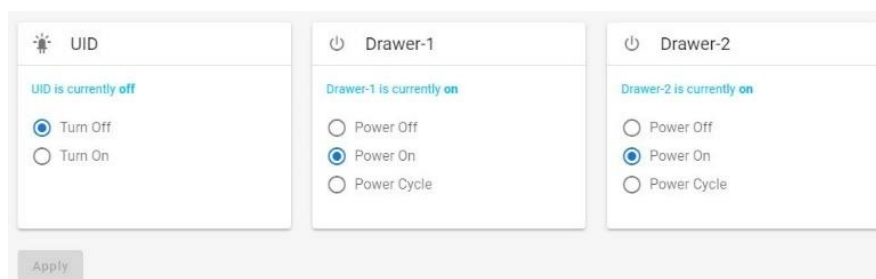 UID
UID is currently off
Turn Off
Turn On
Drawer-1
Drawer-1 is currently on
Power Off
Power On
Power Cycle
Drawer-2
Drawer-2 is currently on
Power Off
Power On
Power Cycle
Apply